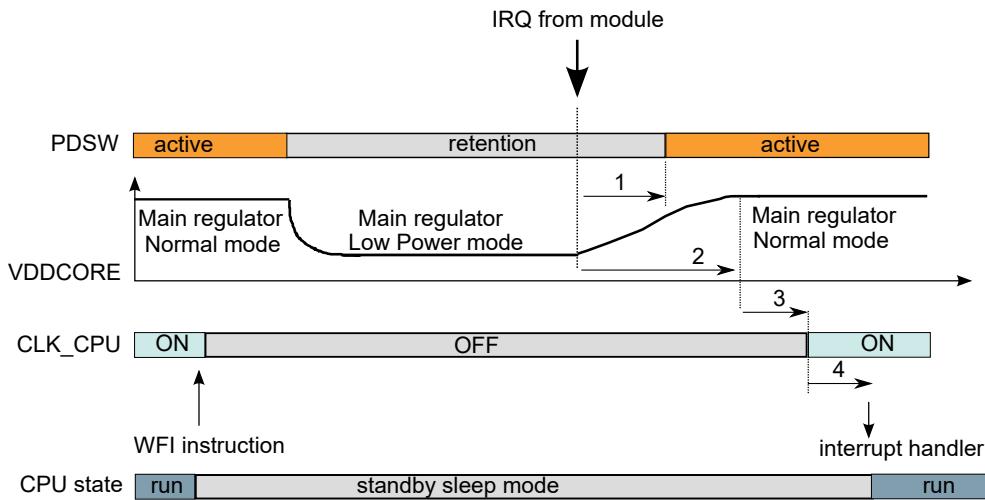 IRQ from module
PDSW
active
retention
active
1
Main regulator
Normal mode
Main regulator
Low Power mode
Main regulator
Normal mode
2
VDDCORE
3
CLK_CPU
ON
OFF
ON
4
WFI instruction
interrupt handler
CPU state
run
standby sleep mode
run